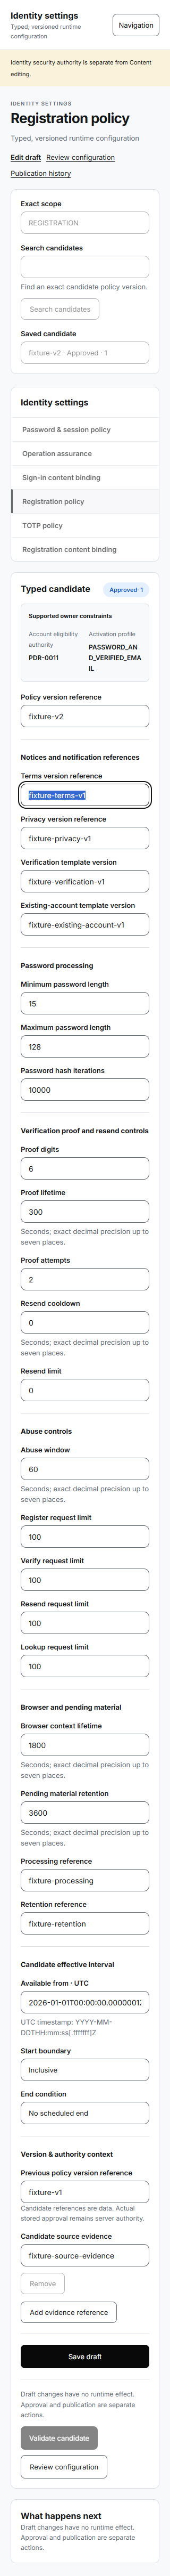 Identity settings
Typed, versioned runtime
configuration
Navigation
Identity security authority is separate from Content
editing.
IDENTITY SETTINGS
Registration policy
Typed, versioned runtime configuration
Edit draft Review configuration
Publication history
Exact scope
REGISTRATION
Search candidates
Find an exact candidate policy version.
Search candidates
Saved candidate
fixture-v2 · Approved · 1
Identity settings
Password & session policy
Operation assurance
Sign-in content binding
Registration policy
TOTP policy
Registration content binding
Typed candidate
Approved· 1
Supported owner constraints
Account eligibility
authority
PDR-0011
Activation profile
PASSWORD_AN
D_VERIFIED_EMA
IL
Policy version reference
fixture-v2
Notices and notification references
Terms version reference
fixture-terms-v1
Privacy version reference
fixture-privacy-v1
Verification template version
fixture-verification-v1
Existing-account template version
fixture-existing-account-v1
Password processing
Minimum password length
15
Maximum password length
128
Password hash iterations
10000
Verification proof and resend controls
Proof digits
6
Proof lifetime
300
Seconds; exact decimal precision up to
seven places.
Proof attempts
2
Resend cooldown
0
Seconds; exact decimal precision up to
seven places.
Resend limit
0
Abuse controls
Abuse window
60
Seconds; exact decimal precision up to
seven places.
Register request limit
100
Verify request limit
100
Resend request limit
100
Lookup request limit
100
Browser and pending material
Browser context lifetime
1800
Seconds; exact decimal precision up to
seven places.
Pending material retention
3600
Seconds; exact decimal precision up to
seven places.
Processing reference
fixture-processing
Retention reference
fixture-retention
Candidate effective interval
Available from · UTC
2026-01-01T00:00:00.0000001Z
UTC timestamp: YYYY-MM-
DDTHH:mm:ss[.fffffff]Z
Start boundary
Inclusive
End condition
No scheduled end
Version & authority context
Previous policy version reference
fixture-v1
Candidate references are data. Actual
stored approval remains server authority.
Candidate source evidence
fixture-source-evidence
Remove
Add evidence reference
Save draft
Draft changes have no runtime effect.
Approval and publication are separate
actions.
Validate candidate
Review configuration
What happens next
Draft changes have no runtime effect.
Approval and publication are separate
actions.